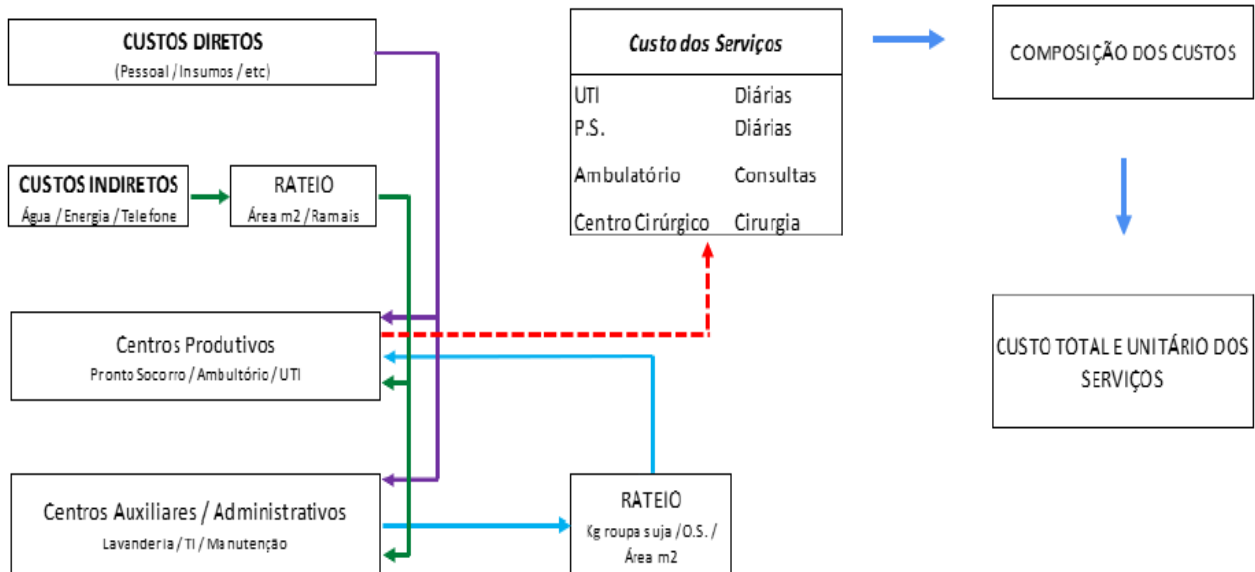 CUSTOS DIRETOS
(Pessoal / Insumos / etc)
CUSTOS INDIRETOS
Água / Energia / Telefone
RATEIO
Área m2 / Ramais
Centros Produtivos
Pronto Socorro / Ambultório / UTI
Centros Auxiliares / Administrativos
Lavanderia / TI / Manutenção
RATEIO
Kg roupa suja / O.S. /
Área m2
Custo dos Serviços
UTI Diárias
P.S. Diárias
Ambulatório Consultas
Centro Cirúrgico Cirurgia
COMPOSIÇÃO DOS CUSTOS
CUSTO TOTAL E UNITÁRIO DOS
SERVIÇOS